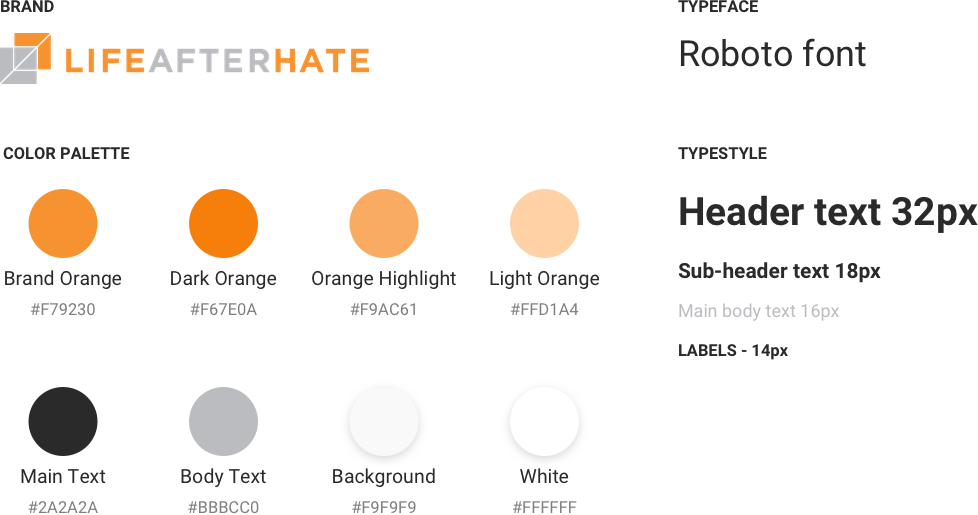 BRAND
LIFEAFTERHATE
COLOR PALETTE
Brand Orange
#F79230
Dark Orange
#F67E0A
Orange Highlight
#F9AC61
Light Orange
#FFD1A4
Main Text
#2A2A2A
Body Text
#BBBCC0
Background
#F9F9F9
White
#FFFFFF
TYPEFACE
Roboto font
TYPESTYLE
Header text 32px
Sub-header text 18px
Main body text 16px
LABELS - 14px